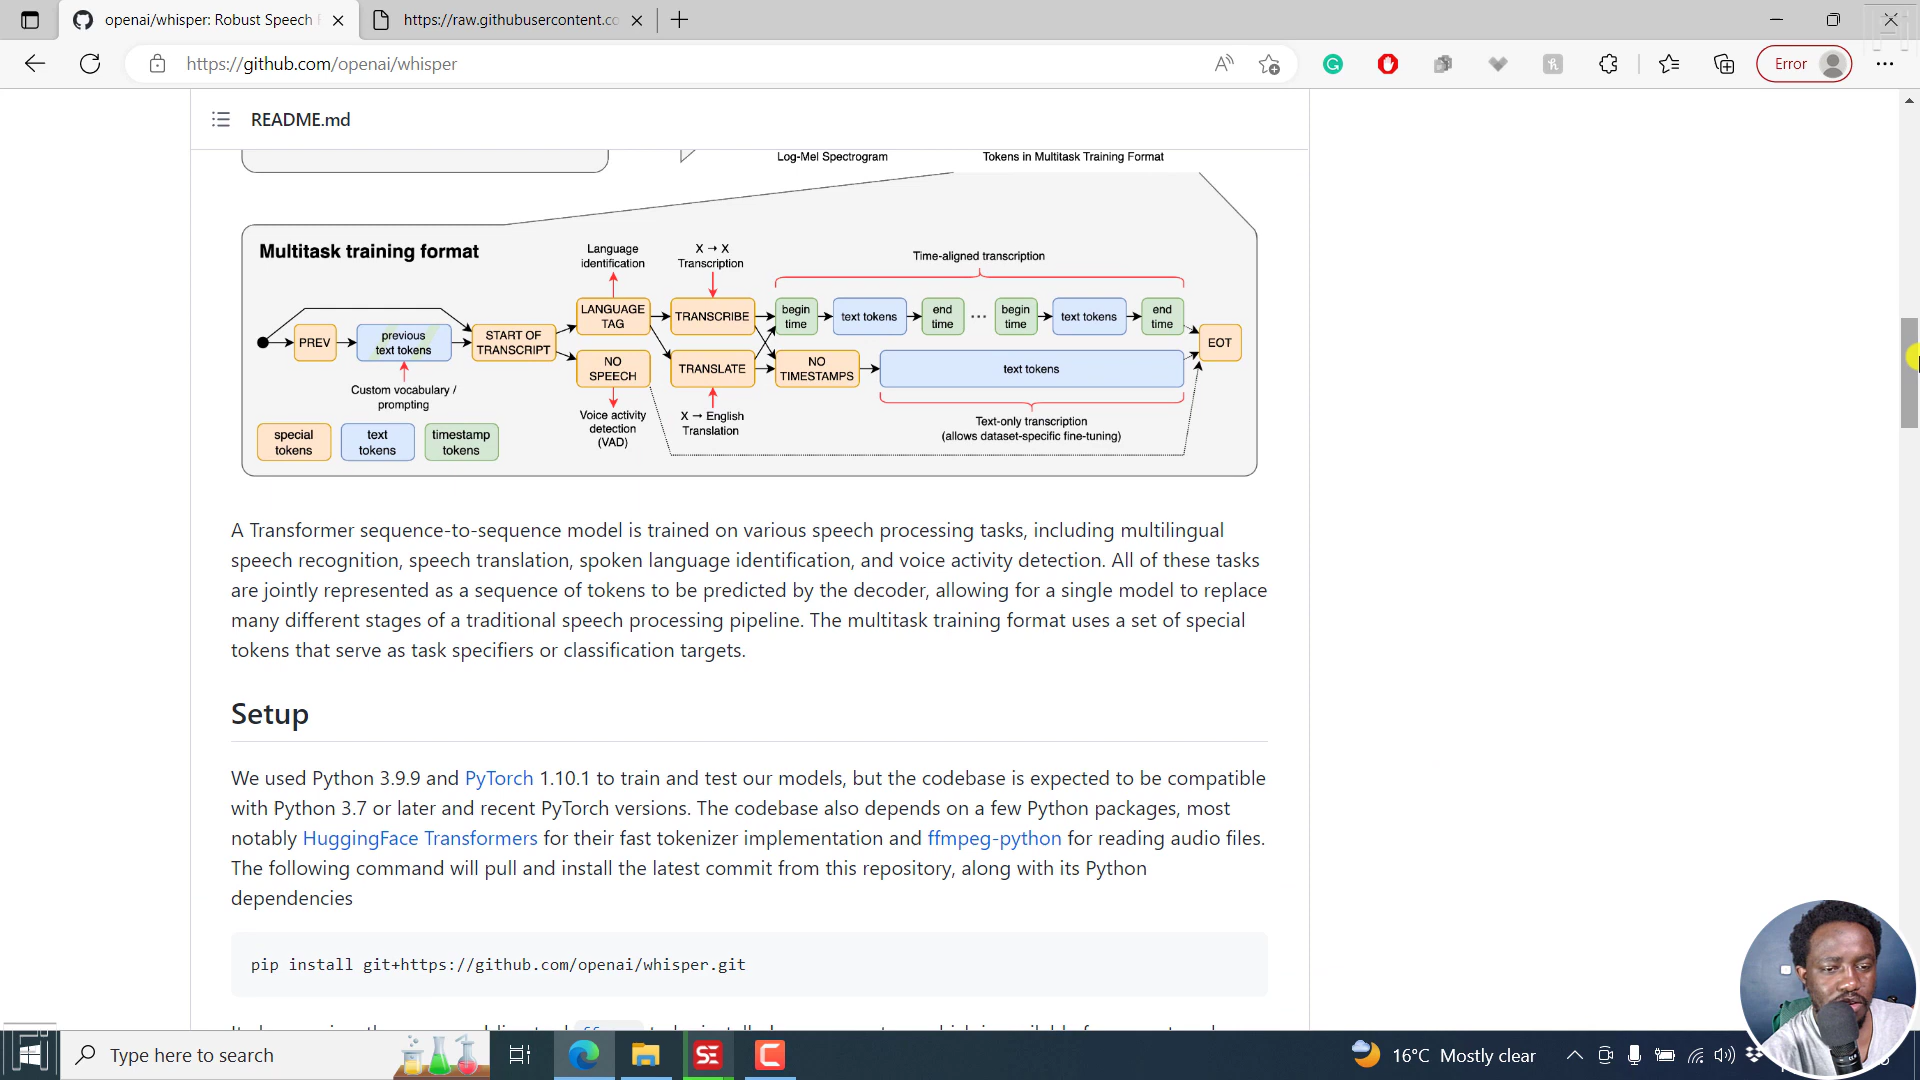 openai/whisper: Robust Speech
https://raw.githubusercontent.co
https://github.com/openai/whisper
Error
README.md
Log-Mel Spectrogram
Tokens in Multitask Training Format
Multitask training format
Language
identification
X → X
Transcription
Time-aligned transcription
PREV
previous
text tokens
START OF
TRANSCRIPT
LANGUAGE
TAG
TRANSCRIBE
begin
time
text tokens
end
time
...
begin
time
text tokens
end
time
EOT
NO
SPEECH
TRANSLATE
NO
TIMESTAMPS
text tokens
Custom vocabulary /
prompting
Voice activity
detection
(VAD)
X → English
Translation
Text-only transcription
(allows dataset-specific fine-tuning)
special
tokens
text
tokens
timestamp
tokens
A Transformer sequence-to-sequence model is trained on various speech processing tasks, including multilingual
speech recognition, speech translation, spoken language identification, and voice activity detection. All of these tasks
are jointly represented as a sequence of tokens to be predicted by the decoder, allowing for a single model to replace
many different stages of a traditional speech processing pipeline. The multitask training format uses a set of special
tokens that serve as task specifiers or classification targets.
Setup
We used Python 3.9.9 and PyTorch 1.10.1 to train and test our models, but the codebase is expected to be compatible
with Python 3.7 or later and recent PyTorch versions. The codebase also depends on a few Python packages, most
notably HuggingFace Transformers for their fast tokenizer implementation and ffmpeg-python for reading audio files.
The following command will pull and install the latest commit from this repository, along with its Python
dependencies
pip install git+https://github.com/openai/whisper.git
Type here to search
SE
16°C Mostly clear